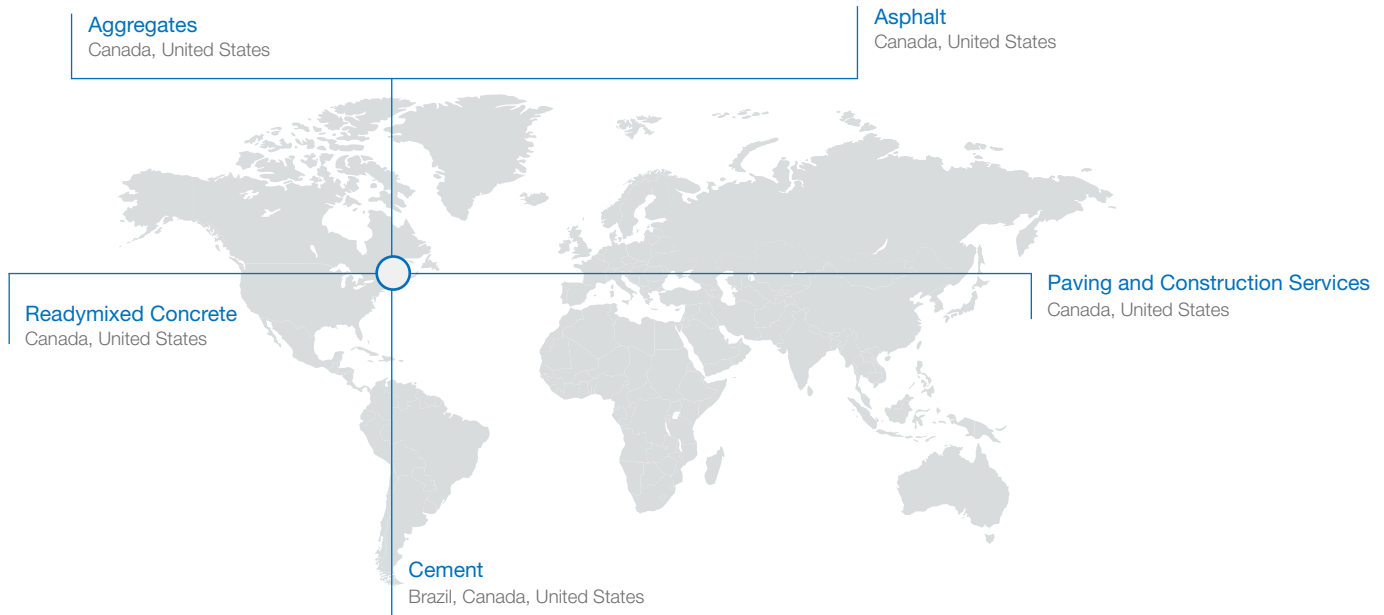 Aggregates
Canada, United States
Asphalt
Canada, United States
Readymixed Concrete
Canada, United States
Paving and Construction Services
Canada, United States
Cement
Brazil, Canada, United States